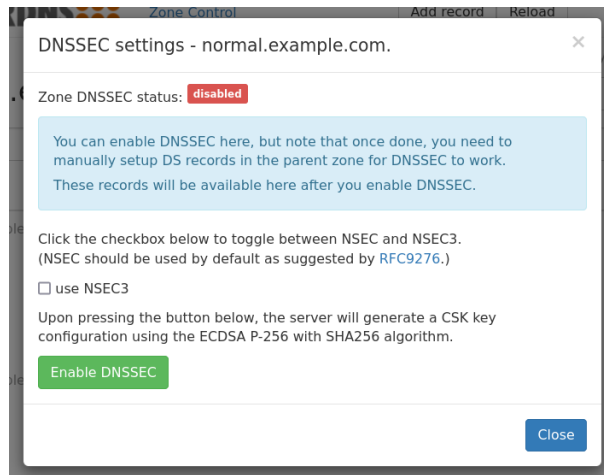 KDNS
Zone Control
Add record
Reload
DNSSEC settings - normal.example.com.
×
Zone DNSSEC status: disabled
You can enable DNSSEC here, but note that once done, you need to
manually setup DS records in the parent zone for DNSSEC to work.
These records will be available here after you enable DNSSEC.
Click the checkbox below to toggle between NSEC and NSEC3.
(NSEC should be used by default as suggested by RFC9276.)
use NSEC3
Upon pressing the button below, the server will generate a CSK key
configuration using the ECDSA P-256 with SHA256 algorithm.
Enable DNSSEC
Close